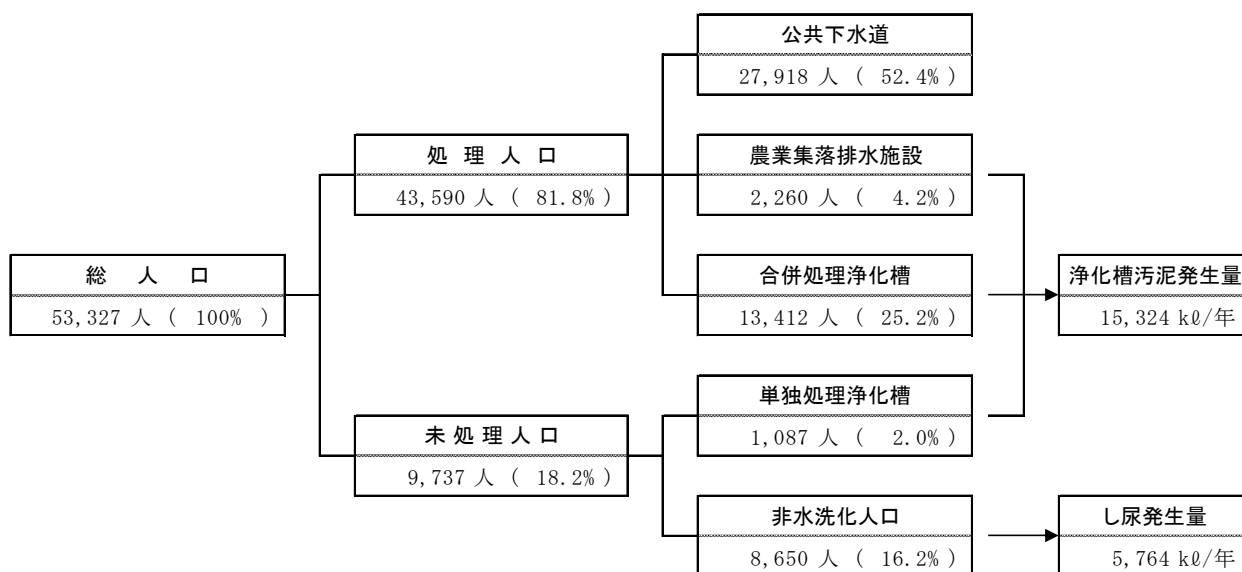 公共下水道
27,918 人 ( 52.4% )
処理人口
43,590 人 ( 81.8% )
農業集落排水施設
2,260 人 ( 4.2% )
総人口
53,327 人 ( 100% )
合併処理浄化槽
13,412 人 ( 25.2% )
浄化槽汚泥発生量
15,324 kℓ/年
単独処理浄化槽
1,087 人 ( 2.0% )
未処理人口
9,737 人 ( 18.2% )
非水洗化人口
8,650 人 ( 16.2% )
し尿発生量
5,764 kℓ/年